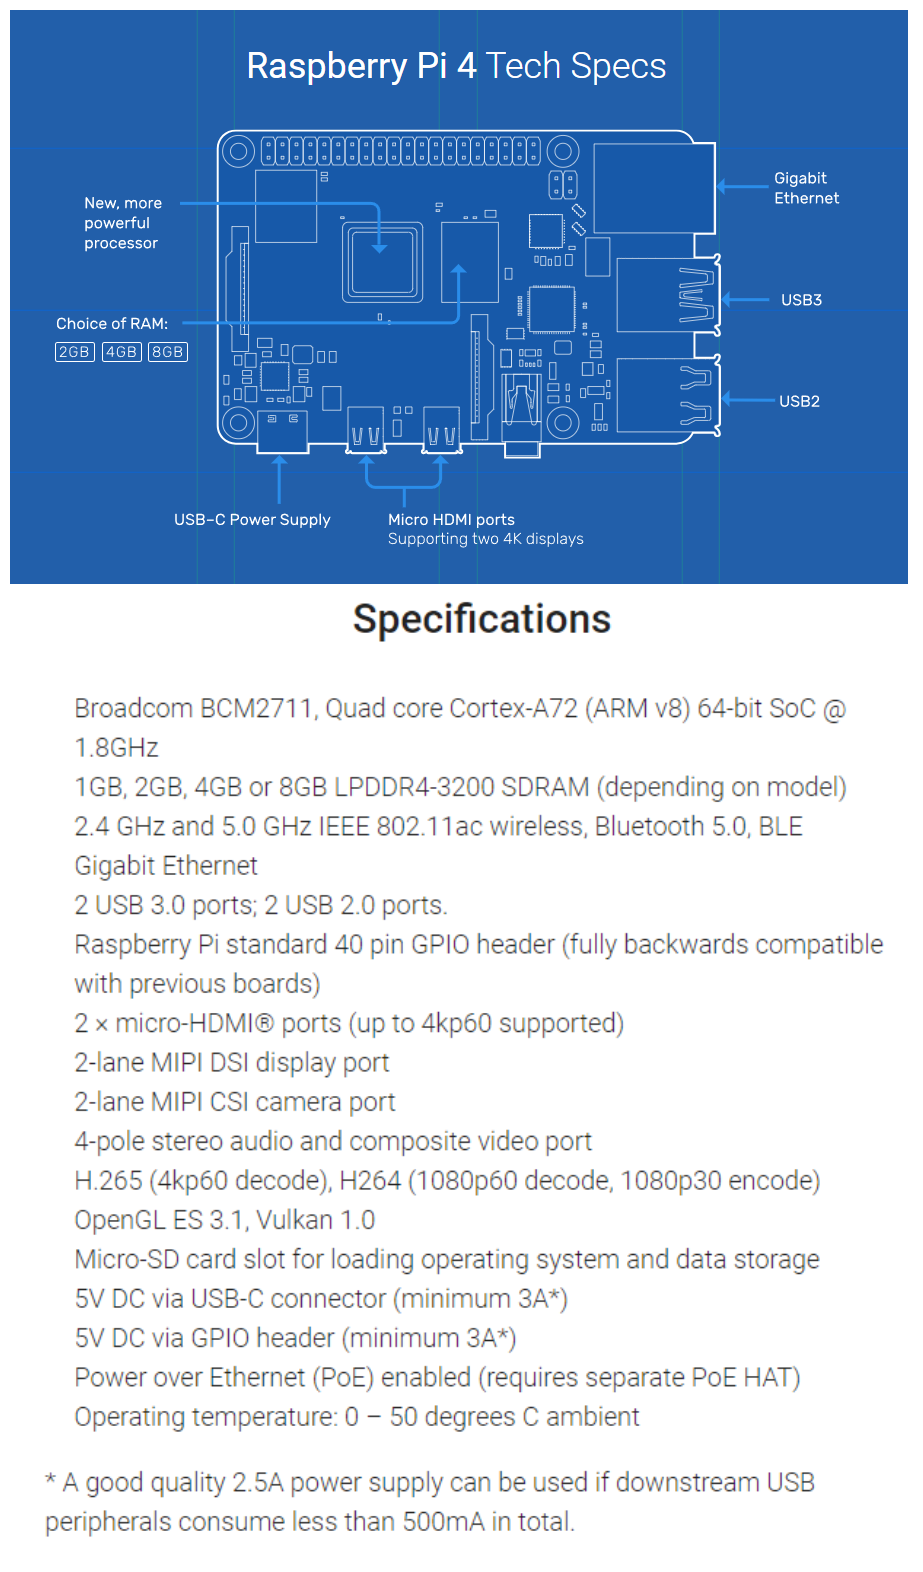 Raspberry Pi 4 Tech Specs
New, more
powerful
processor
Choice of RAM:
2GB 4GB 8GB
Gigabit
Ethernet
USB3
USB2
USB-C Power Supply
Micro HDMI ports
Supporting two 4K displays
Specifications
Broadcom BCM2711, Quad core Cortex-A72 (ARM v8) 64-bit SoC @
1.8GHz
1GB, 2GB, 4GB or 8GB LPDDR4-3200 SDRAM (depending on model)
2.4 GHz and 5.0 GHz IEEE 802.11ac wireless, Bluetooth 5.0, BLE
Gigabit Ethernet
2 USB 3.0 ports; 2 USB 2.0 ports.
Raspberry Pi standard 40 pin GPIO header (fully backwards compatible
with previous boards)
2 × micro-HDMI® ports (up to 4kp60 supported)
2-lane MIPI DSI display port
2-lane MIPI CSI camera port
4-pole stereo audio and composite video port
H.265 (4kp60 decode), H264 (1080p60 decode, 1080p30 encode)
OpenGL ES 3.1, Vulkan 1.0
Micro-SD card slot for loading operating system and data storage
5V DC via USB-C connector (minimum 3A*)
5V DC via GPIO header (minimum 3A*)
Power over Ethernet (PoE) enabled (requires separate PoE HAT)
Operating temperature: 0 – 50 degrees C ambient
* A good quality 2.5A power supply can be used if downstream USB
peripherals consume less than 500mA in total.